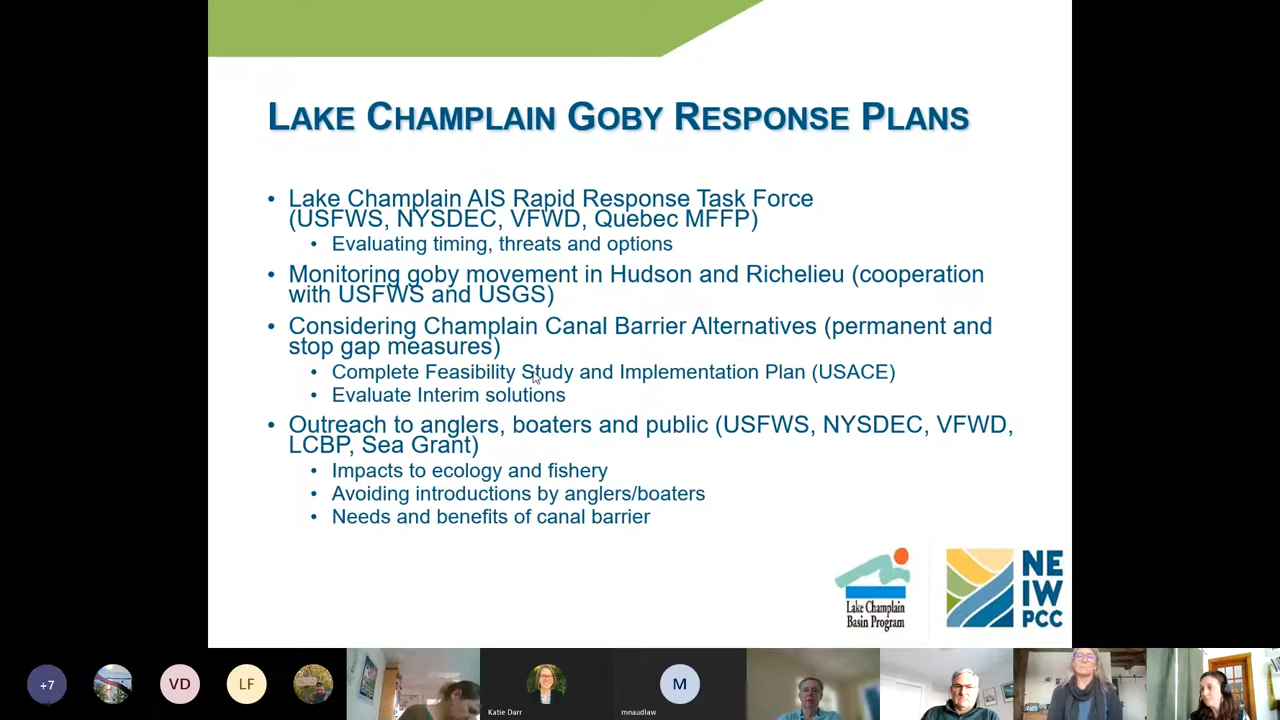 LAKE CHAMPLAIN GOBY RESPONSE PLANS
• Lake Champlain AIS Rapid Response Task Force
(USFWS, NYSDEC, VFWD, Quebec MFFP)
• Evaluating timing, threats and options
• Monitoring goby movement in Hudson and Richelieu (cooperation
with USFWS and USGS)
• Considering Champlain Canal Barrier Alternatives (permanent and
stop gap measures)
• Complete Feasibility Study and Implementation Plan (USACE)
• Evaluate Interim solutions
• Outreach to anglers, boaters and public (USFWS, NYSDEC, VFWD,
LCBP, Sea Grant)
• Impacts to ecology and fishery
• Avoiding introductions by anglers/boaters
• Needs and benefits of canal barrier
Lake Champlain
Basin Program
NE
IW
PCC
+7
VD
LF
Katie Darr
M
mnaudlaw